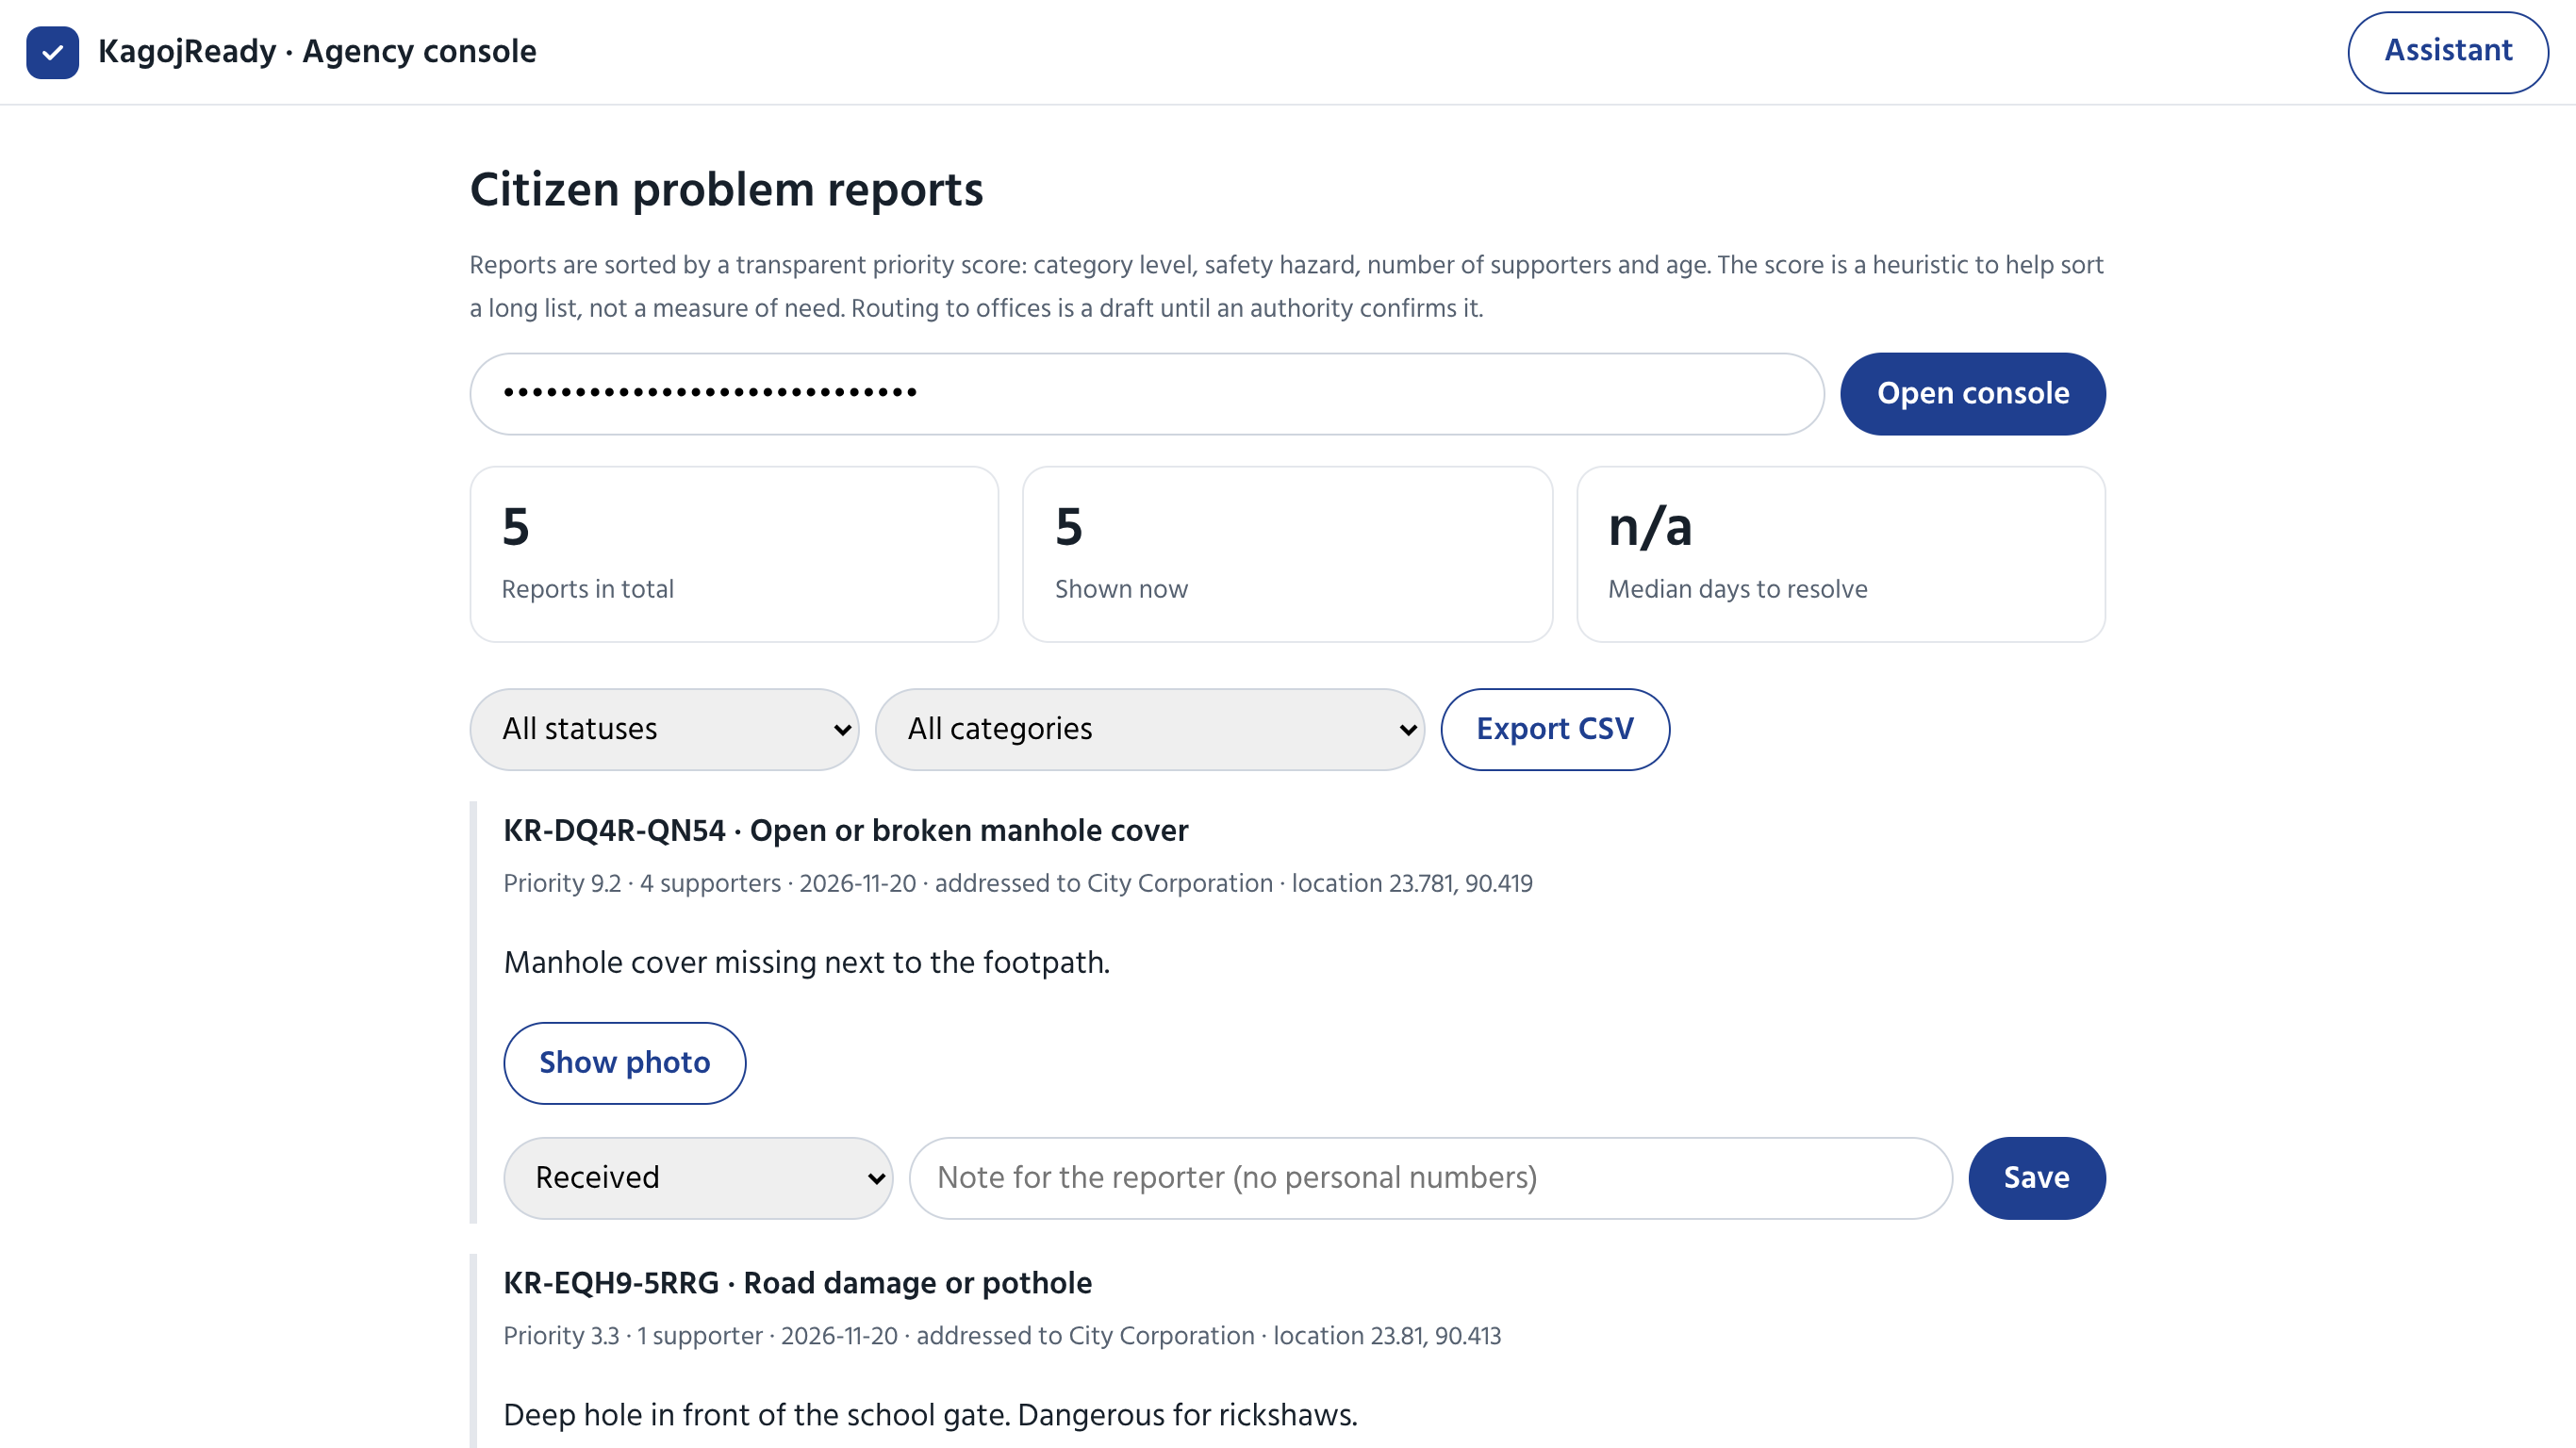 KagojReady · Agency console
Assistant
Citizen problem reports
Reports are sorted by a transparent priority score: category level, safety hazard, number of supporters and age. The score is a heuristic to help sort
a long list, not a measure of need. Routing to offices is a draft until an authority confirms it.
•••••••••••••••••••••••••••••
Open console
5
Reports in total
5
Shown now
n/a
Median days to resolve
All statuses
All categories
Export CSV
KR-DQ4R-QN54 · Open or broken manhole cover
Priority 9.2 · 4 supporters · 2026-11-20 · addressed to City Corporation · location 23.781, 90.419
Manhole cover missing next to the footpath.
Show photo
Received
Note for the reporter (no personal numbers)
Save
KR-EQH9-5RRG · Road damage or pothole
Priority 3.3 · 1 supporter · 2026-11-20 · addressed to City Corporation · location 23.81, 90.413
Deep hole in front of the school gate. Dangerous for rickshaws.